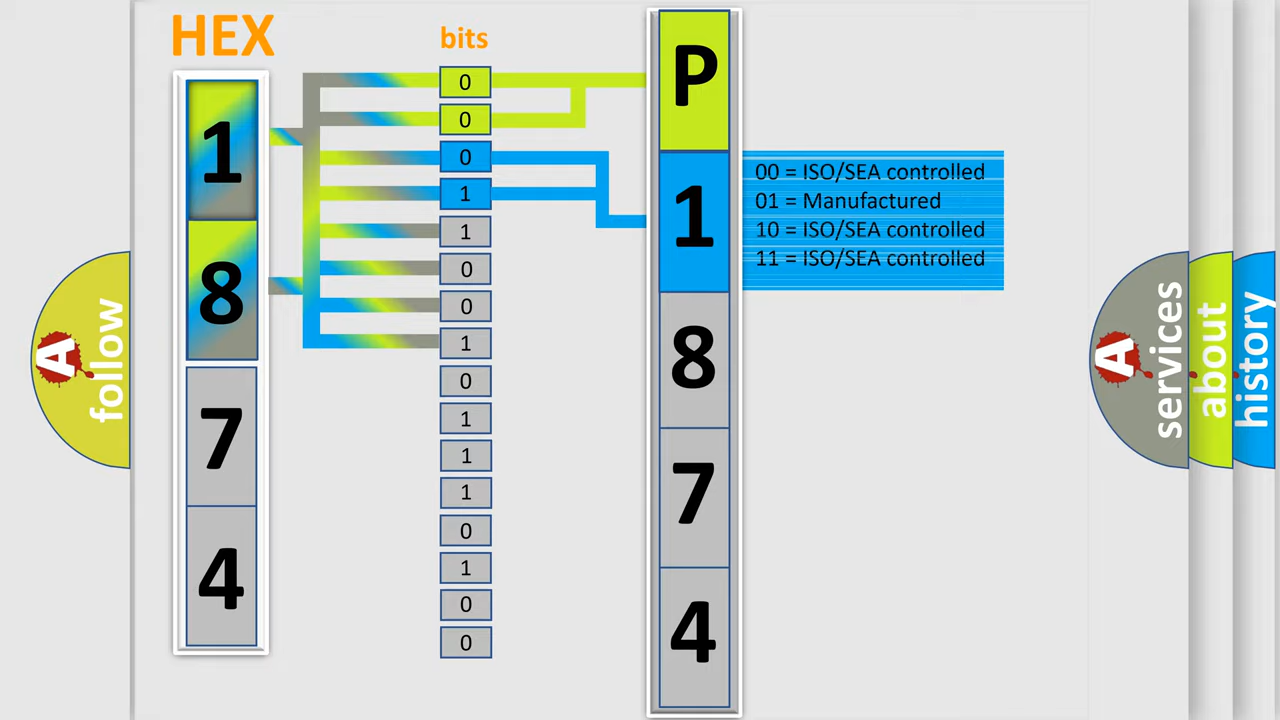 HEX
1
8
7
4
bits
0
0
0
1
1
0
0
1
0
1
1
1
0
1
0
0
P
1
8
7
4
00 = ISO/SEA controlled
01 = Manufactured
10 = ISO/SEA controlled
11 = ISO/SEA controlled
A
follow
A
services
about
history